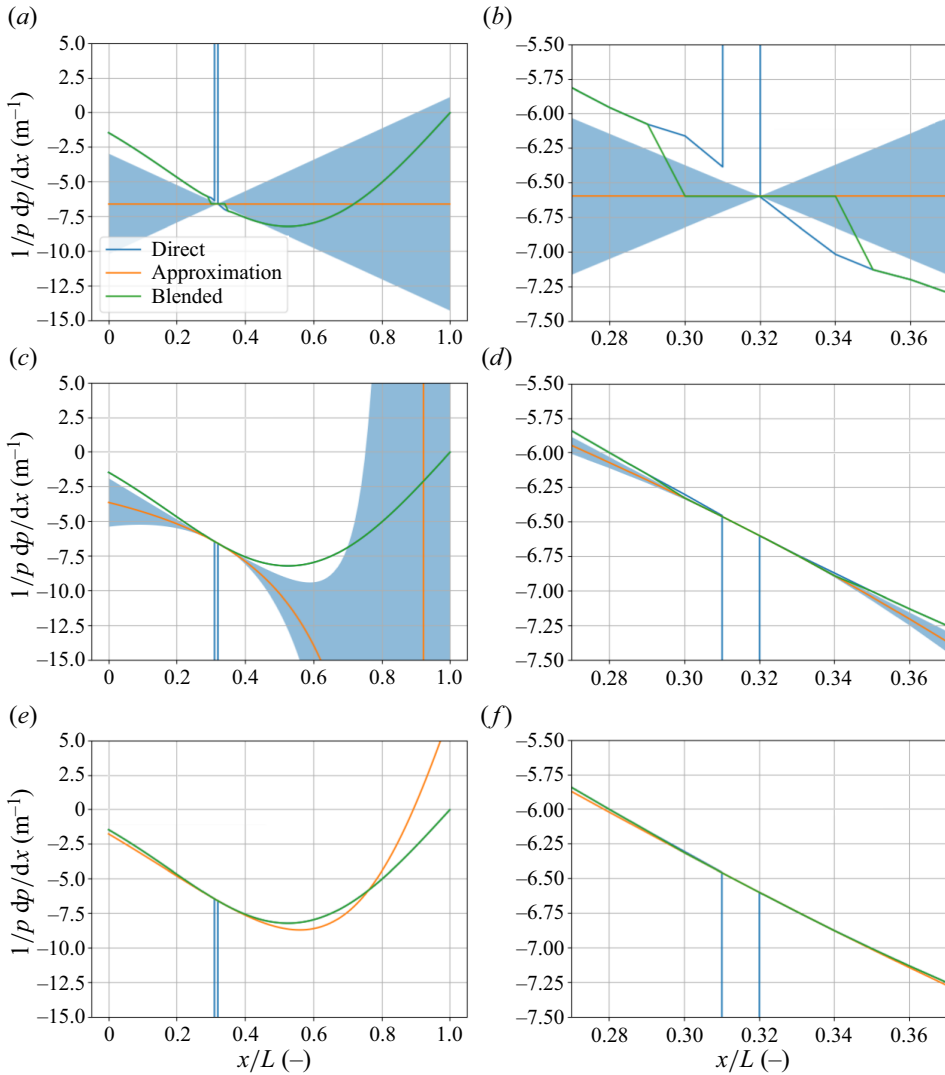 (a)
5.0
2.5
0
−2.5
−5.0
−7.5
−10.0
−12.5
−15.0
1/p dp/dx (m⁻¹)
Direct
Approximation
Blended
0 0.2 0.4 0.6 0.8 1.0
(b)
−5.50
−5.75
−6.00
−6.25
−6.50
−6.75
−7.00
−7.25
−7.50
0.28 0.30 0.32 0.34 0.36
(c)
5.0
2.5
0
−2.5
−5.0
−7.5
−10.0
−12.5
−15.0
1/p dp/dx (m⁻¹)
0 0.2 0.4 0.6 0.8 1.0
(d)
−5.50
−5.75
−6.00
−6.25
−6.50
−6.75
−7.00
−7.25
−7.50
0.28 0.30 0.32 0.34 0.36
(e)
5.0
2.5
0
−2.5
−5.0
−7.5
−10.0
−12.5
−15.0
1/p dp/dx (m⁻¹)
0 0.2 0.4 0.6 0.8 1.0
x/L (–)
(f)
−5.50
−5.75
−6.00
−6.25
−6.50
−6.75
−7.00
−7.25
−7.50
0.28 0.30 0.32 0.34 0.36
x/L (–)